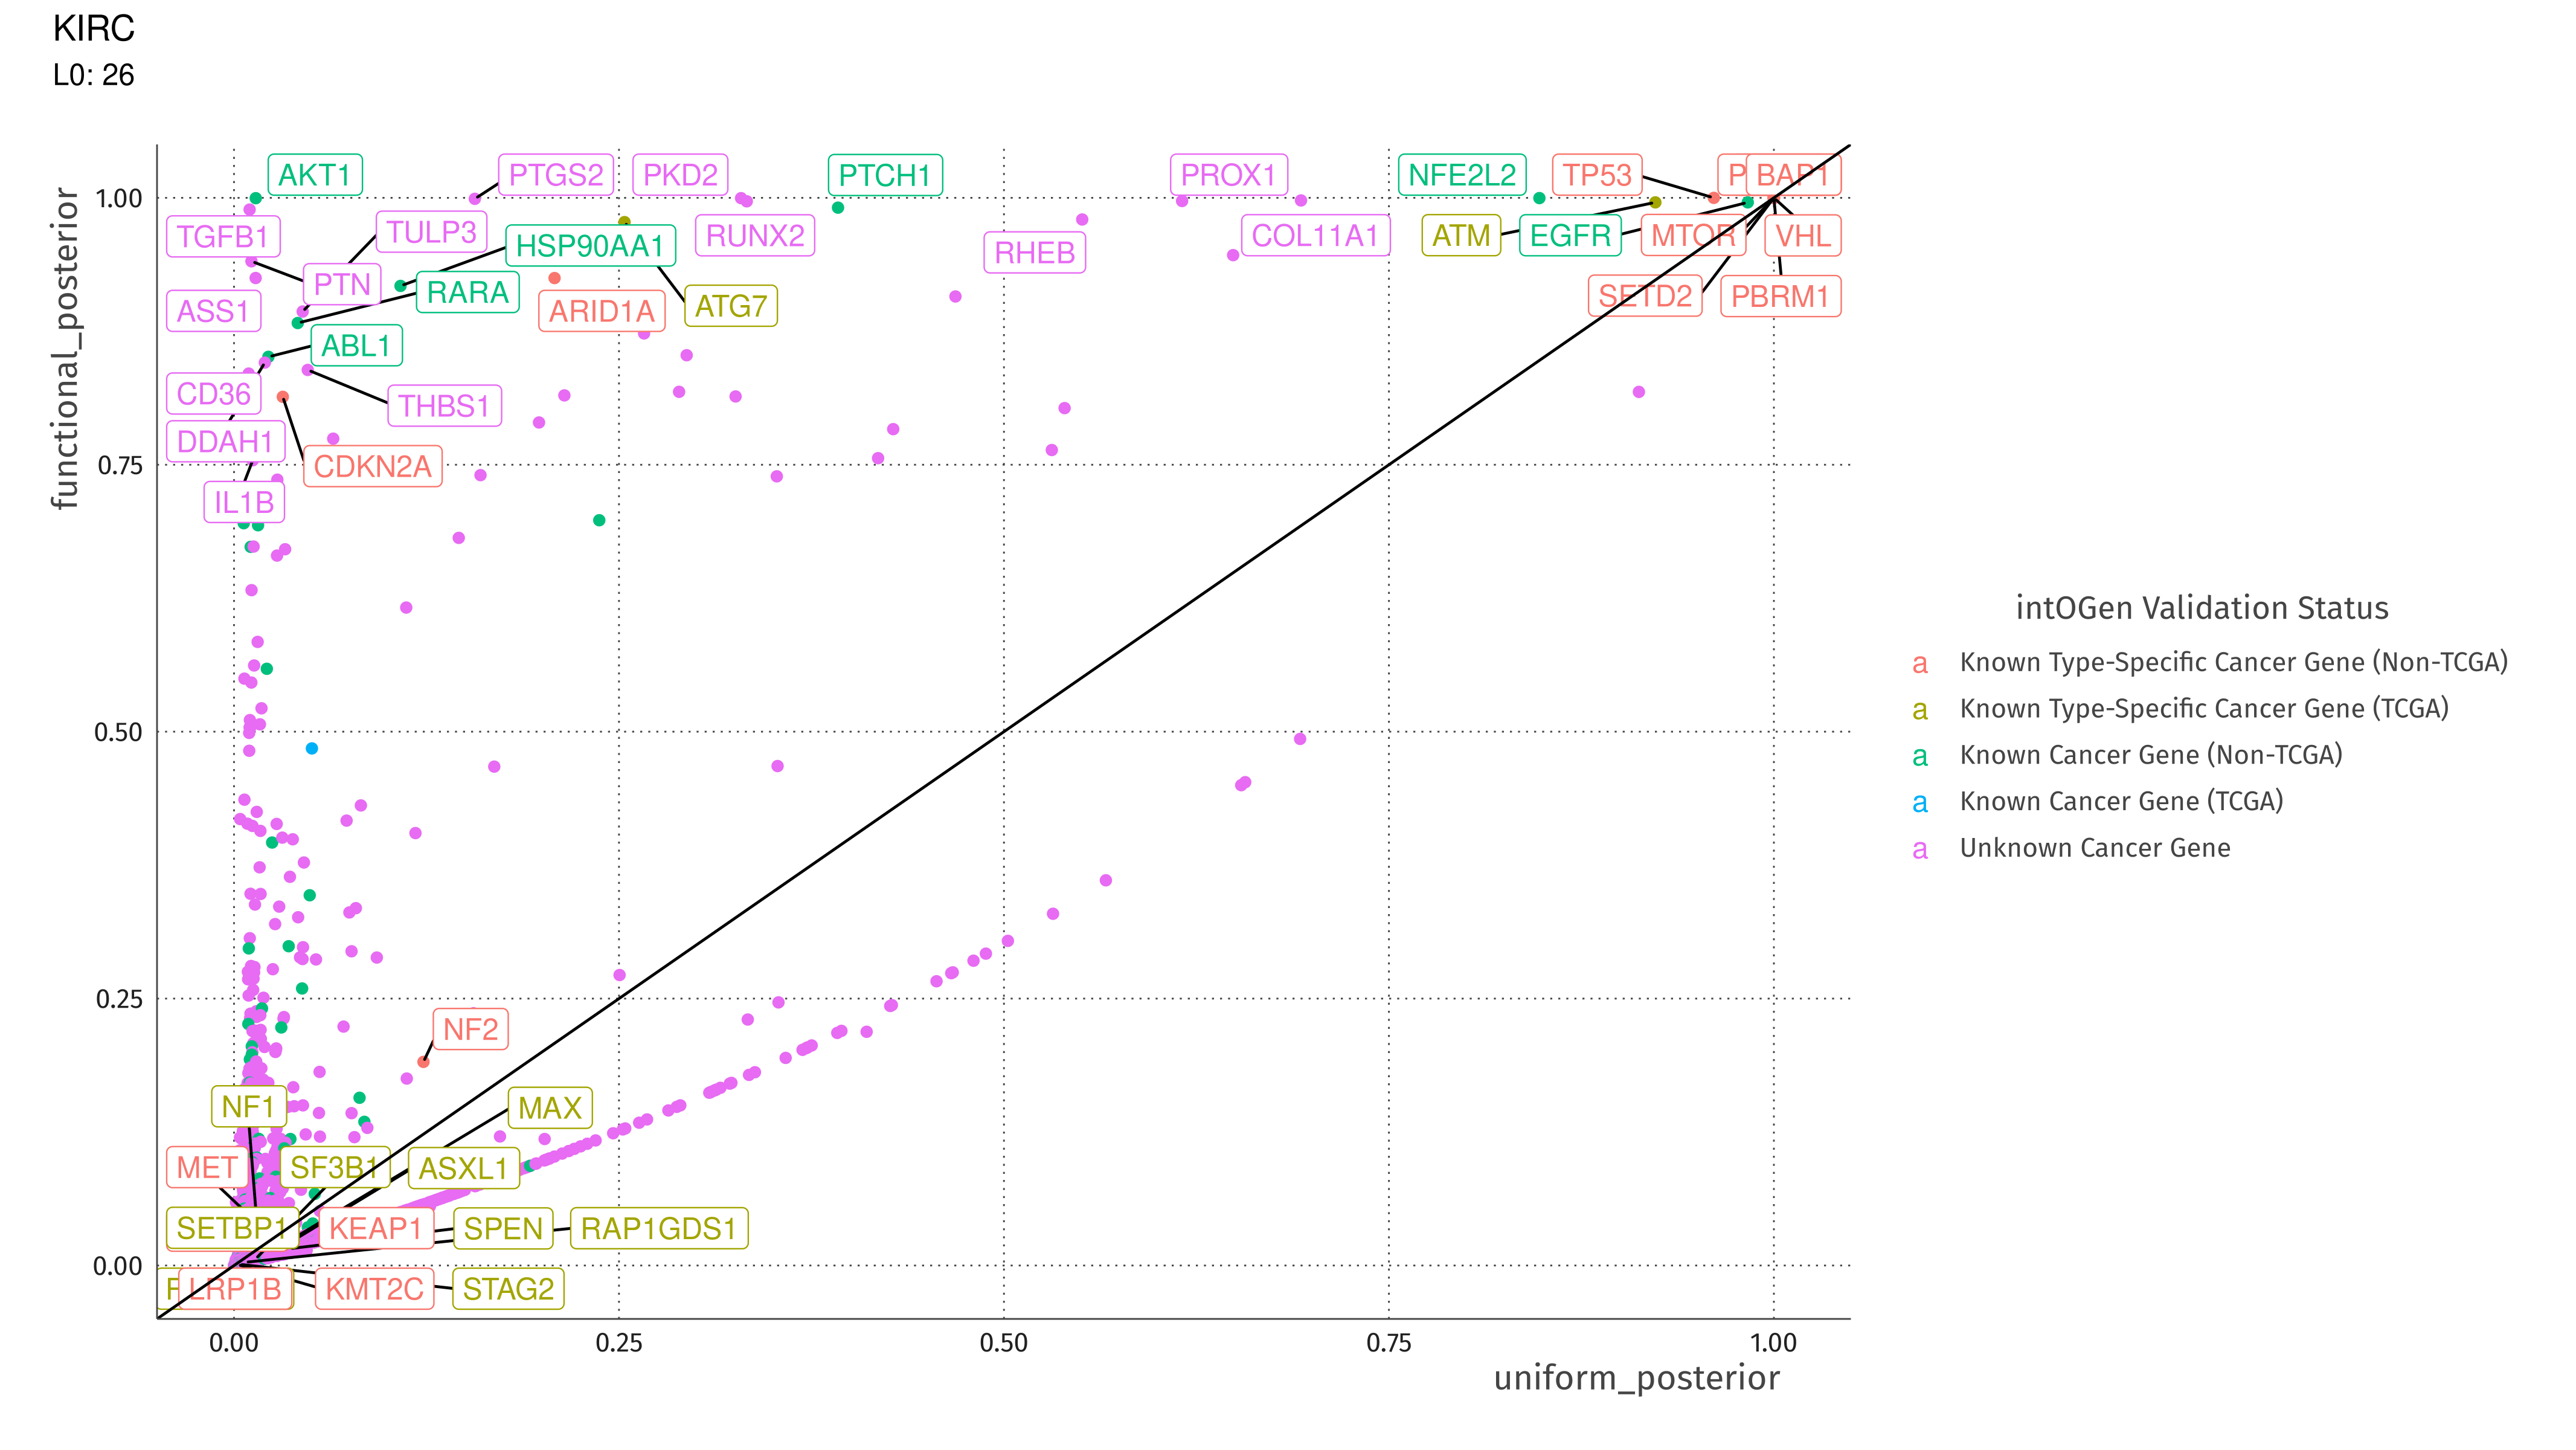 KIRC
L0: 26
AKT1
PTGS2
PKD2
PTCH1
PROX1
NFE2L2
TP53
BAP1
1.00
TGFB1
TULP3
HSP90AA1
RUNX2
RHEB
COL11A1
ATM
EGFR
MTOR
VHL
PTN
RARA
ASS1
ARID1A
ATG7
SETD2
PBRM1
functional_posterior
ABL1
CD36
THBS1
DDAH1
0.75
CDKN2A
IL1B
0.50
0.25
NF2
NF1
MAX
MET
SF3B1
ASXL1
SETBP1
KEAP1
SPEN
RAP1GDS1
0.00
LRP1B
KMT2C
STAG2
0.00
0.25
0.50
0.75
1.00
uniform_posterior
intOGen Validation Status
a Known Type-Specific Cancer Gene (Non-TCGA)
a Known Type-Specific Cancer Gene (TCGA)
a Known Cancer Gene (Non-TCGA)
a Known Cancer Gene (TCGA)
a Unknown Cancer Gene